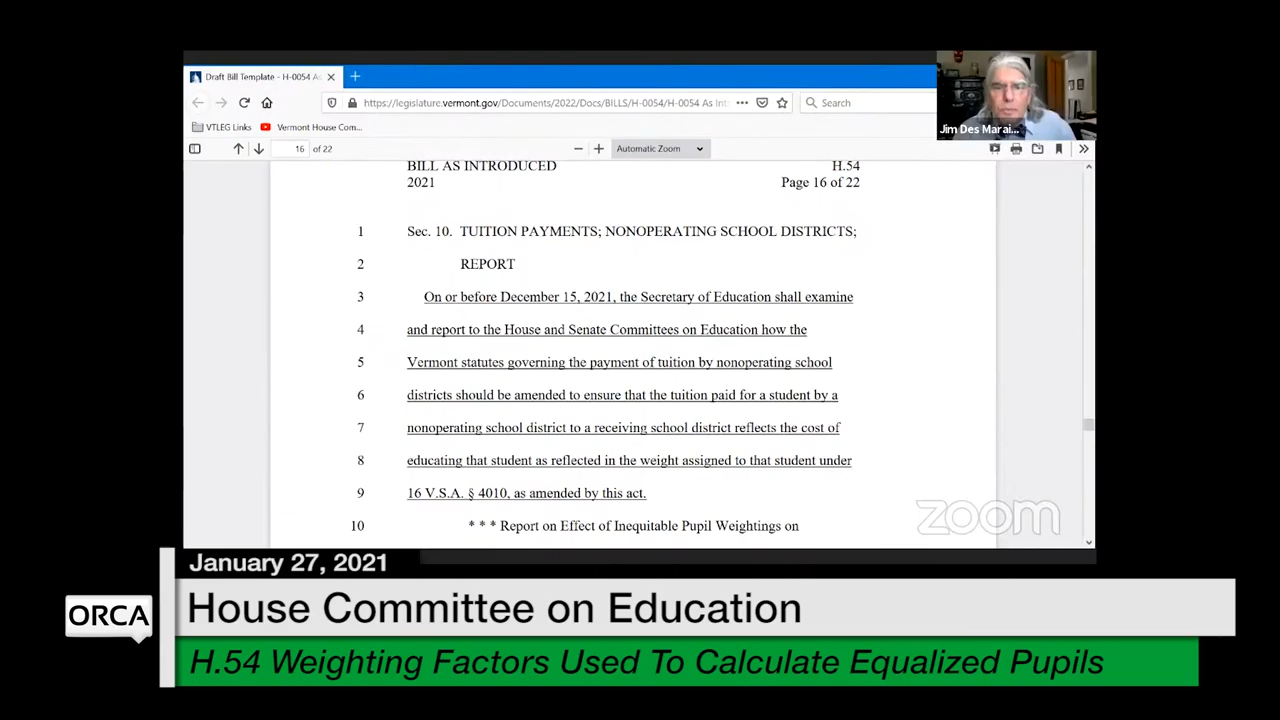 Draft Bill Template - H-0054 As
https://legislature.vermont.gov/Documents/2022/Docs/BILLS/H-0054/H-0054 As Int
Search
VTLEG Links
Vermont House Com...
Jim Des Marai...
16 of 22
Automatic Zoom
BILL AS INTRODUCED H.54
2021 Page 16 of 22
1 Sec. 10. TUITION PAYMENTS; NONOPERATING SCHOOL DISTRICTS;
2 REPORT
3 On or before December 15, 2021, the Secretary of Education shall examine
4 and report to the House and Senate Committees on Education how the
5 Vermont statutes governing the payment of tuition by nonoperating school
6 districts should be amended to ensure that the tuition paid for a student by a
7 nonoperating school district to a receiving school district reflects the cost of
8 educating that student as reflected in the weight assigned to that student under
9 16 V.S.A. § 4010, as amended by this act.
10 * * * Report on Effect of Inequitable Pupil Weightings on
zoom
January 27, 2021
ORCA
House Committee on Education
H.54 Weighting Factors Used To Calculate Equalized Pupils